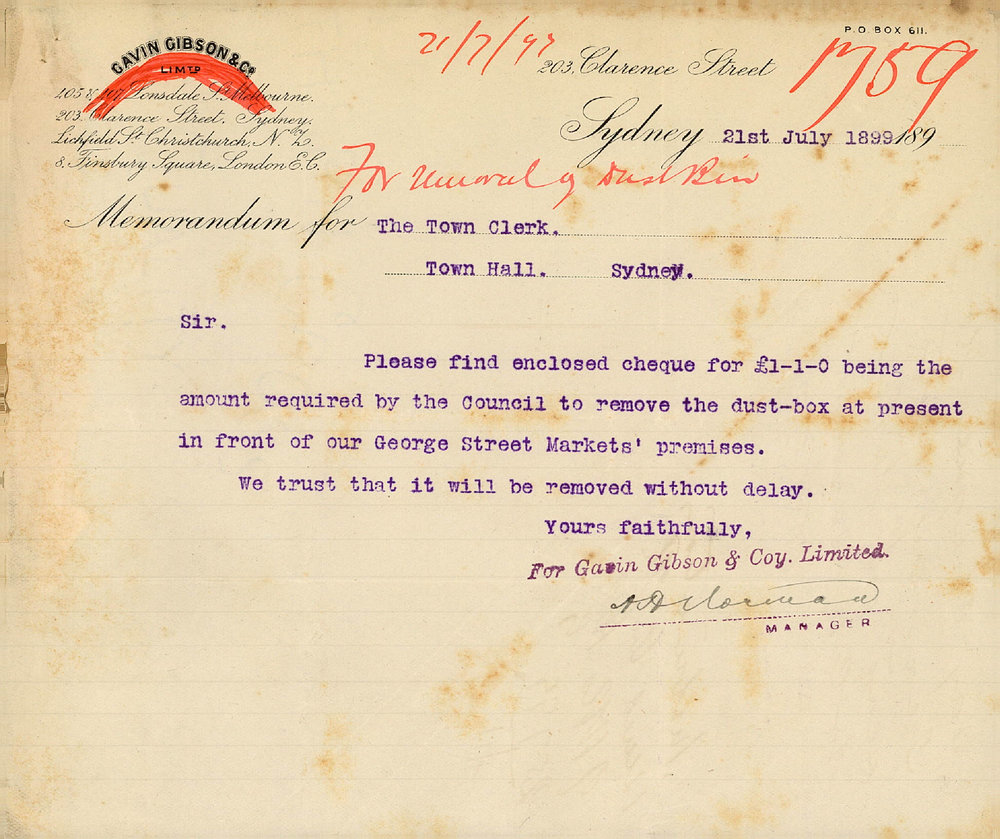 P.O. BOX 611.
21/7/97
1759
GAVIN GIBSON & Co
LIMTD
203, Clarence Street
105 & 107 Lonsdale St Melbourne.
203, Clarence Street, Sydney.
Lichfield St Christchurch, N.Z.
8, Finsbury Square, London E.C.
Sydney 21st July 1899 189
For removal of Dust Bin
Memorandum for The Town Clerk.
Town Hall. Sydney.
Sir.
Please find enclosed cheque for £1-1-0 being the
amount required by the Council to remove the dust-box at present
in front of our George Street Markets' premises.
We trust that it will be removed without delay.
Yours faithfully,
For Gavin Gibson & Coy. Limited.
MANAGER